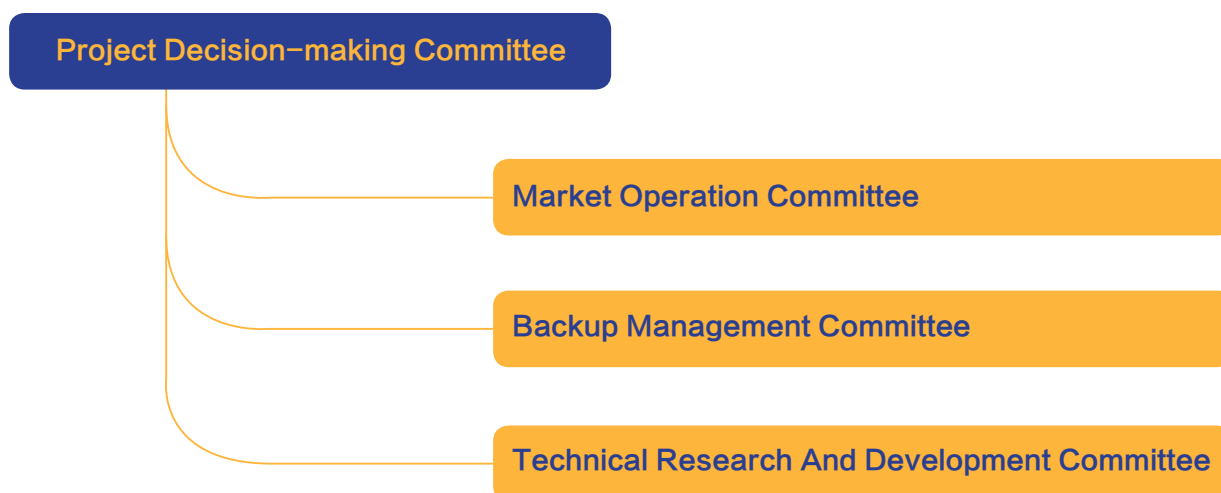 Project Decision-making Committee
Market Operation Committee
Backup Management Committee
Technical Research And Development Committee